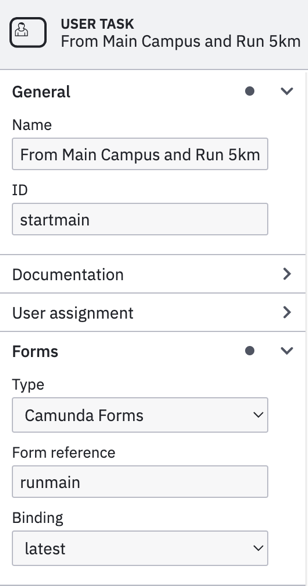 USER TASK
From Main Campus and Run 5km
General
Name
From Main Campus and Run 5km
ID
startmain
Documentation
User assignment
Forms
Type
Camunda Forms
Form reference
runmain
Binding
latest